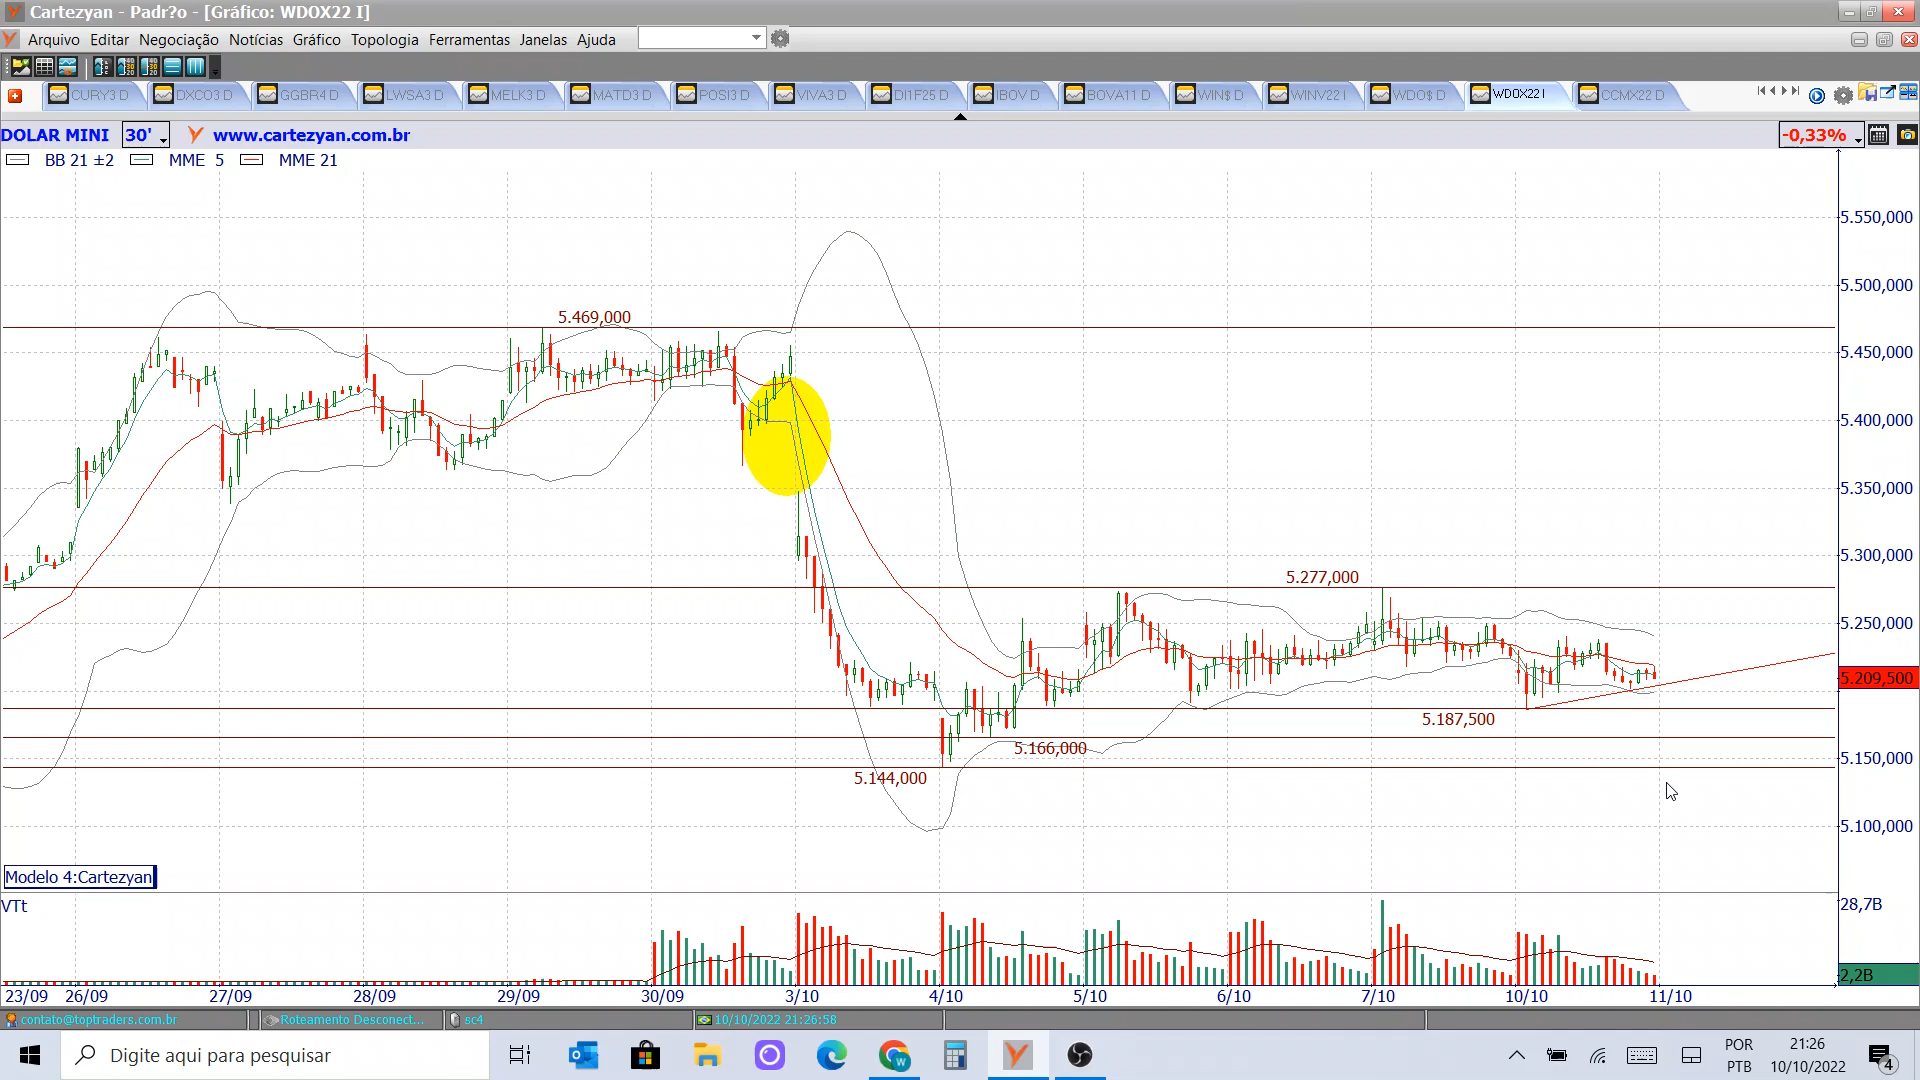 Cartezyan - Padr?o - [Gráfico: WDOX22 I]
Arquivo Editar Negociação Notícias Gráfico Topologia Ferramentas Janelas Ajuda
CURY3 D DXCO3 D GGBR4 D LWSA3 D MELK3 D MATD3 D POSI3 D VIVA3 D DI1F25 D IBOV D BOVA11 D WIN$ D WINV22 I WDO$ D WDOX22 I CCMX22 D
DOLAR MINI 30' www.cartezyan.com.br -0,33%
BB 21 ±2 MME 5 MME 21
5.550,000
5.500,000
5.469,000
5.450,000
5.400,000
5.350,000
5.300,000
5.277,000
5.250,000
5.209,500
5.187,500
5.166,000
5.150,000
5.144,000
5.100,000
Modelo 4:Cartezyan
VTt
28,7B
2,2B
23/09 26/09 27/09 28/09 29/09 30/09 3/10 4/10 5/10 6/10 7/10 10/10 11/10
contato@toptraders.com.br Roteamento Desconect... sc4 10/10/2022 21:26:58
Digite aqui para pesquisar
POR
PTB
21:26
10/10/2022
4